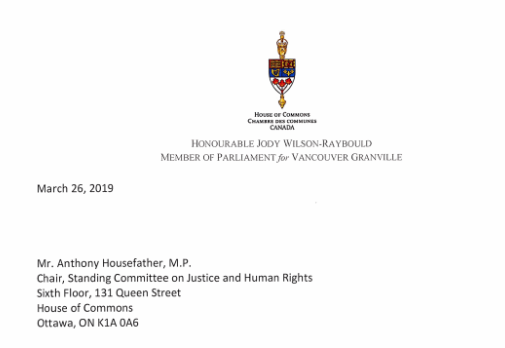 HOUSE OF COMMONS
CHAMBRE DES COMMUNES
CANADA
HONOURABLE JODY WILSON-RAYBOULD
MEMBER OF PARLIAMENT for VANCOUVER GRANVILLE
March 26, 2019
Mr. Anthony Housefather, M.P.
Chair, Standing Committee on Justice and Human Rights
Sixth Floor, 131 Queen Street
House of Commons
Ottawa, ON K1A 0A6